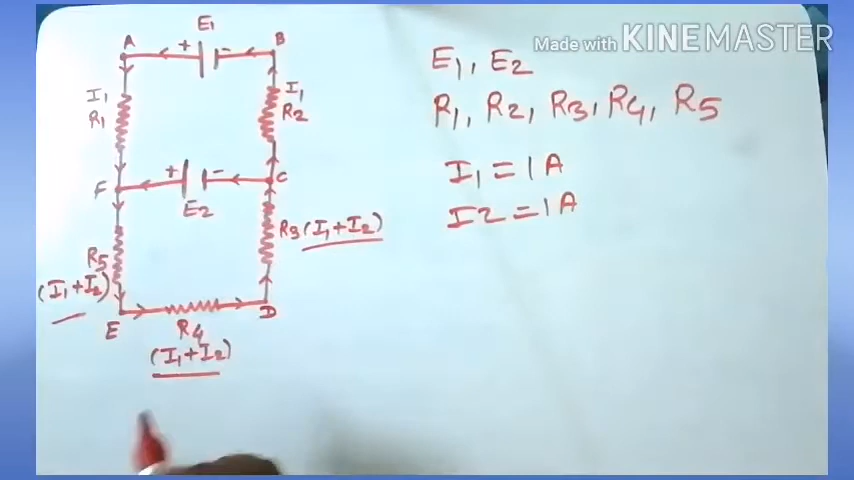 E1
A
B
+ -
I1
R1
I1
R2
E1, E2
R1, R2, R3, R4, R5
I1 = 1A
I2 = 1A
F
+ -
C
E2
R3 (I1+I2)
R5
(I1+I2)
E
D
R4
(I1+I2)
Made with KINEMASTER